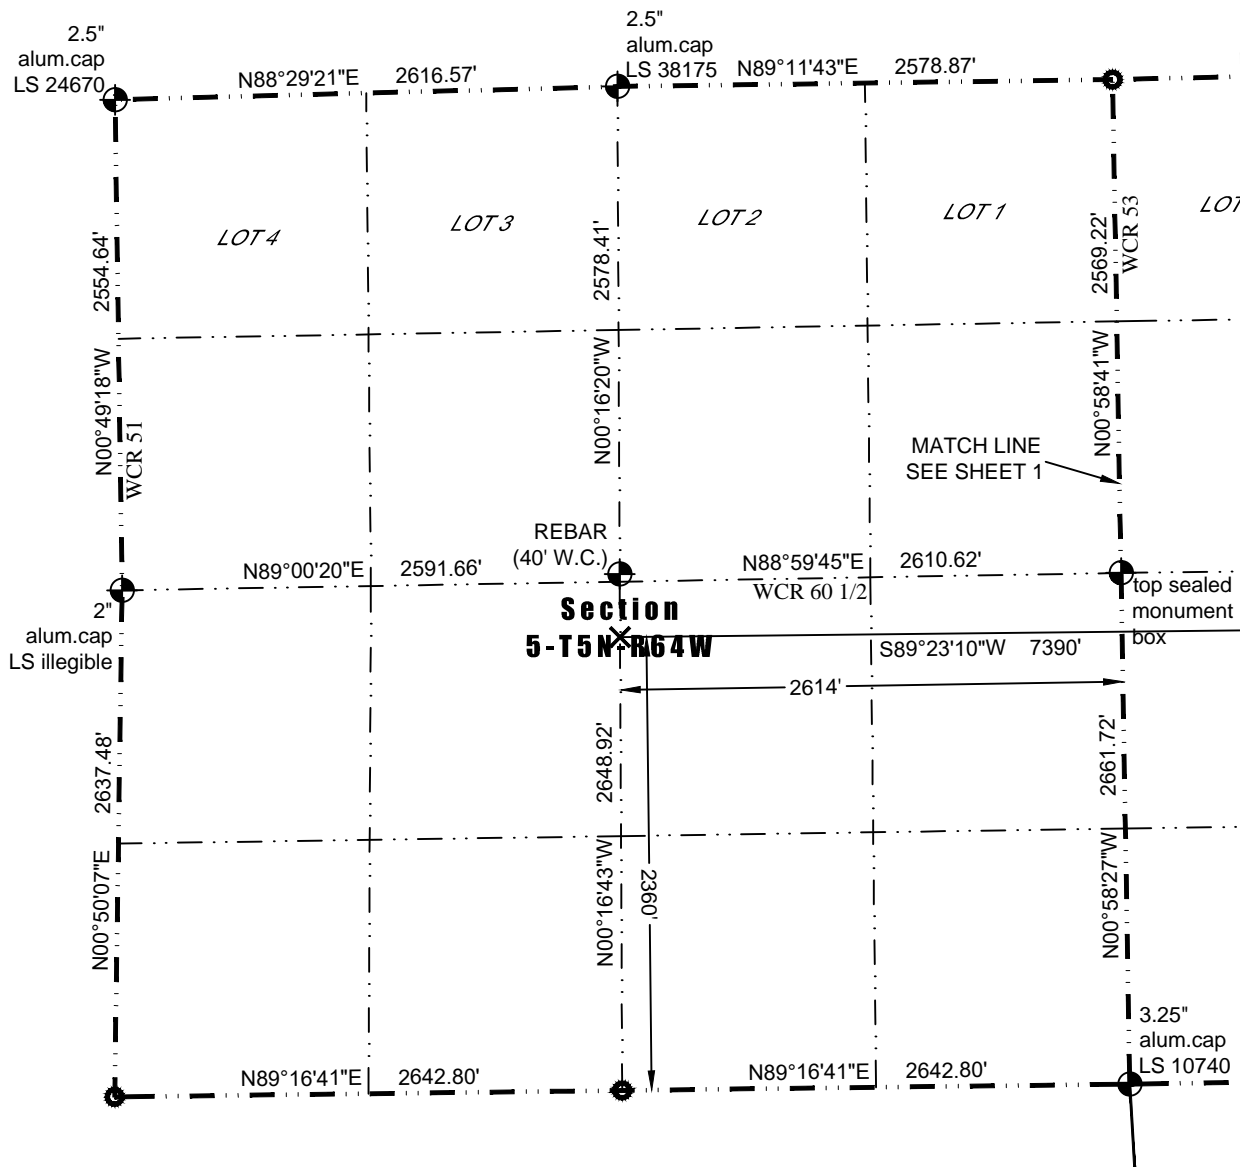 2.5"
alum.cap
LS 24670
N88°29'21"E 2616.57'
2.5"
alum.cap
LS 38175
N89°11'43"E 2578.87'
LOT 4
LOT 3
LOT 2
LOT 1
LOT
2554.64'
N00°49'18"W
WCR 51
2578.41'
N00°16'20"W
2569.22'
N00°58'41"W
WCR 53
MATCH LINE
SEE SHEET 1
REBAR
(40' W.C.)
N89°00'20"E 2591.66'
N88°59'45"E 2610.62'
WCR 60 1/2
2"
alum.cap
LS illegible
Section
5-T5N-R64W
top sealed
monument
box
S89°23'10"W 7390'
2614'
2637.48'
N00°50'07"E
2648.92'
N00°16'43"W
2360'
2661.72'
N00°58'27"W
3.25"
alum.cap
LS 10740
N89°16'41"E 2642.80'
N89°16'41"E 2642.80'